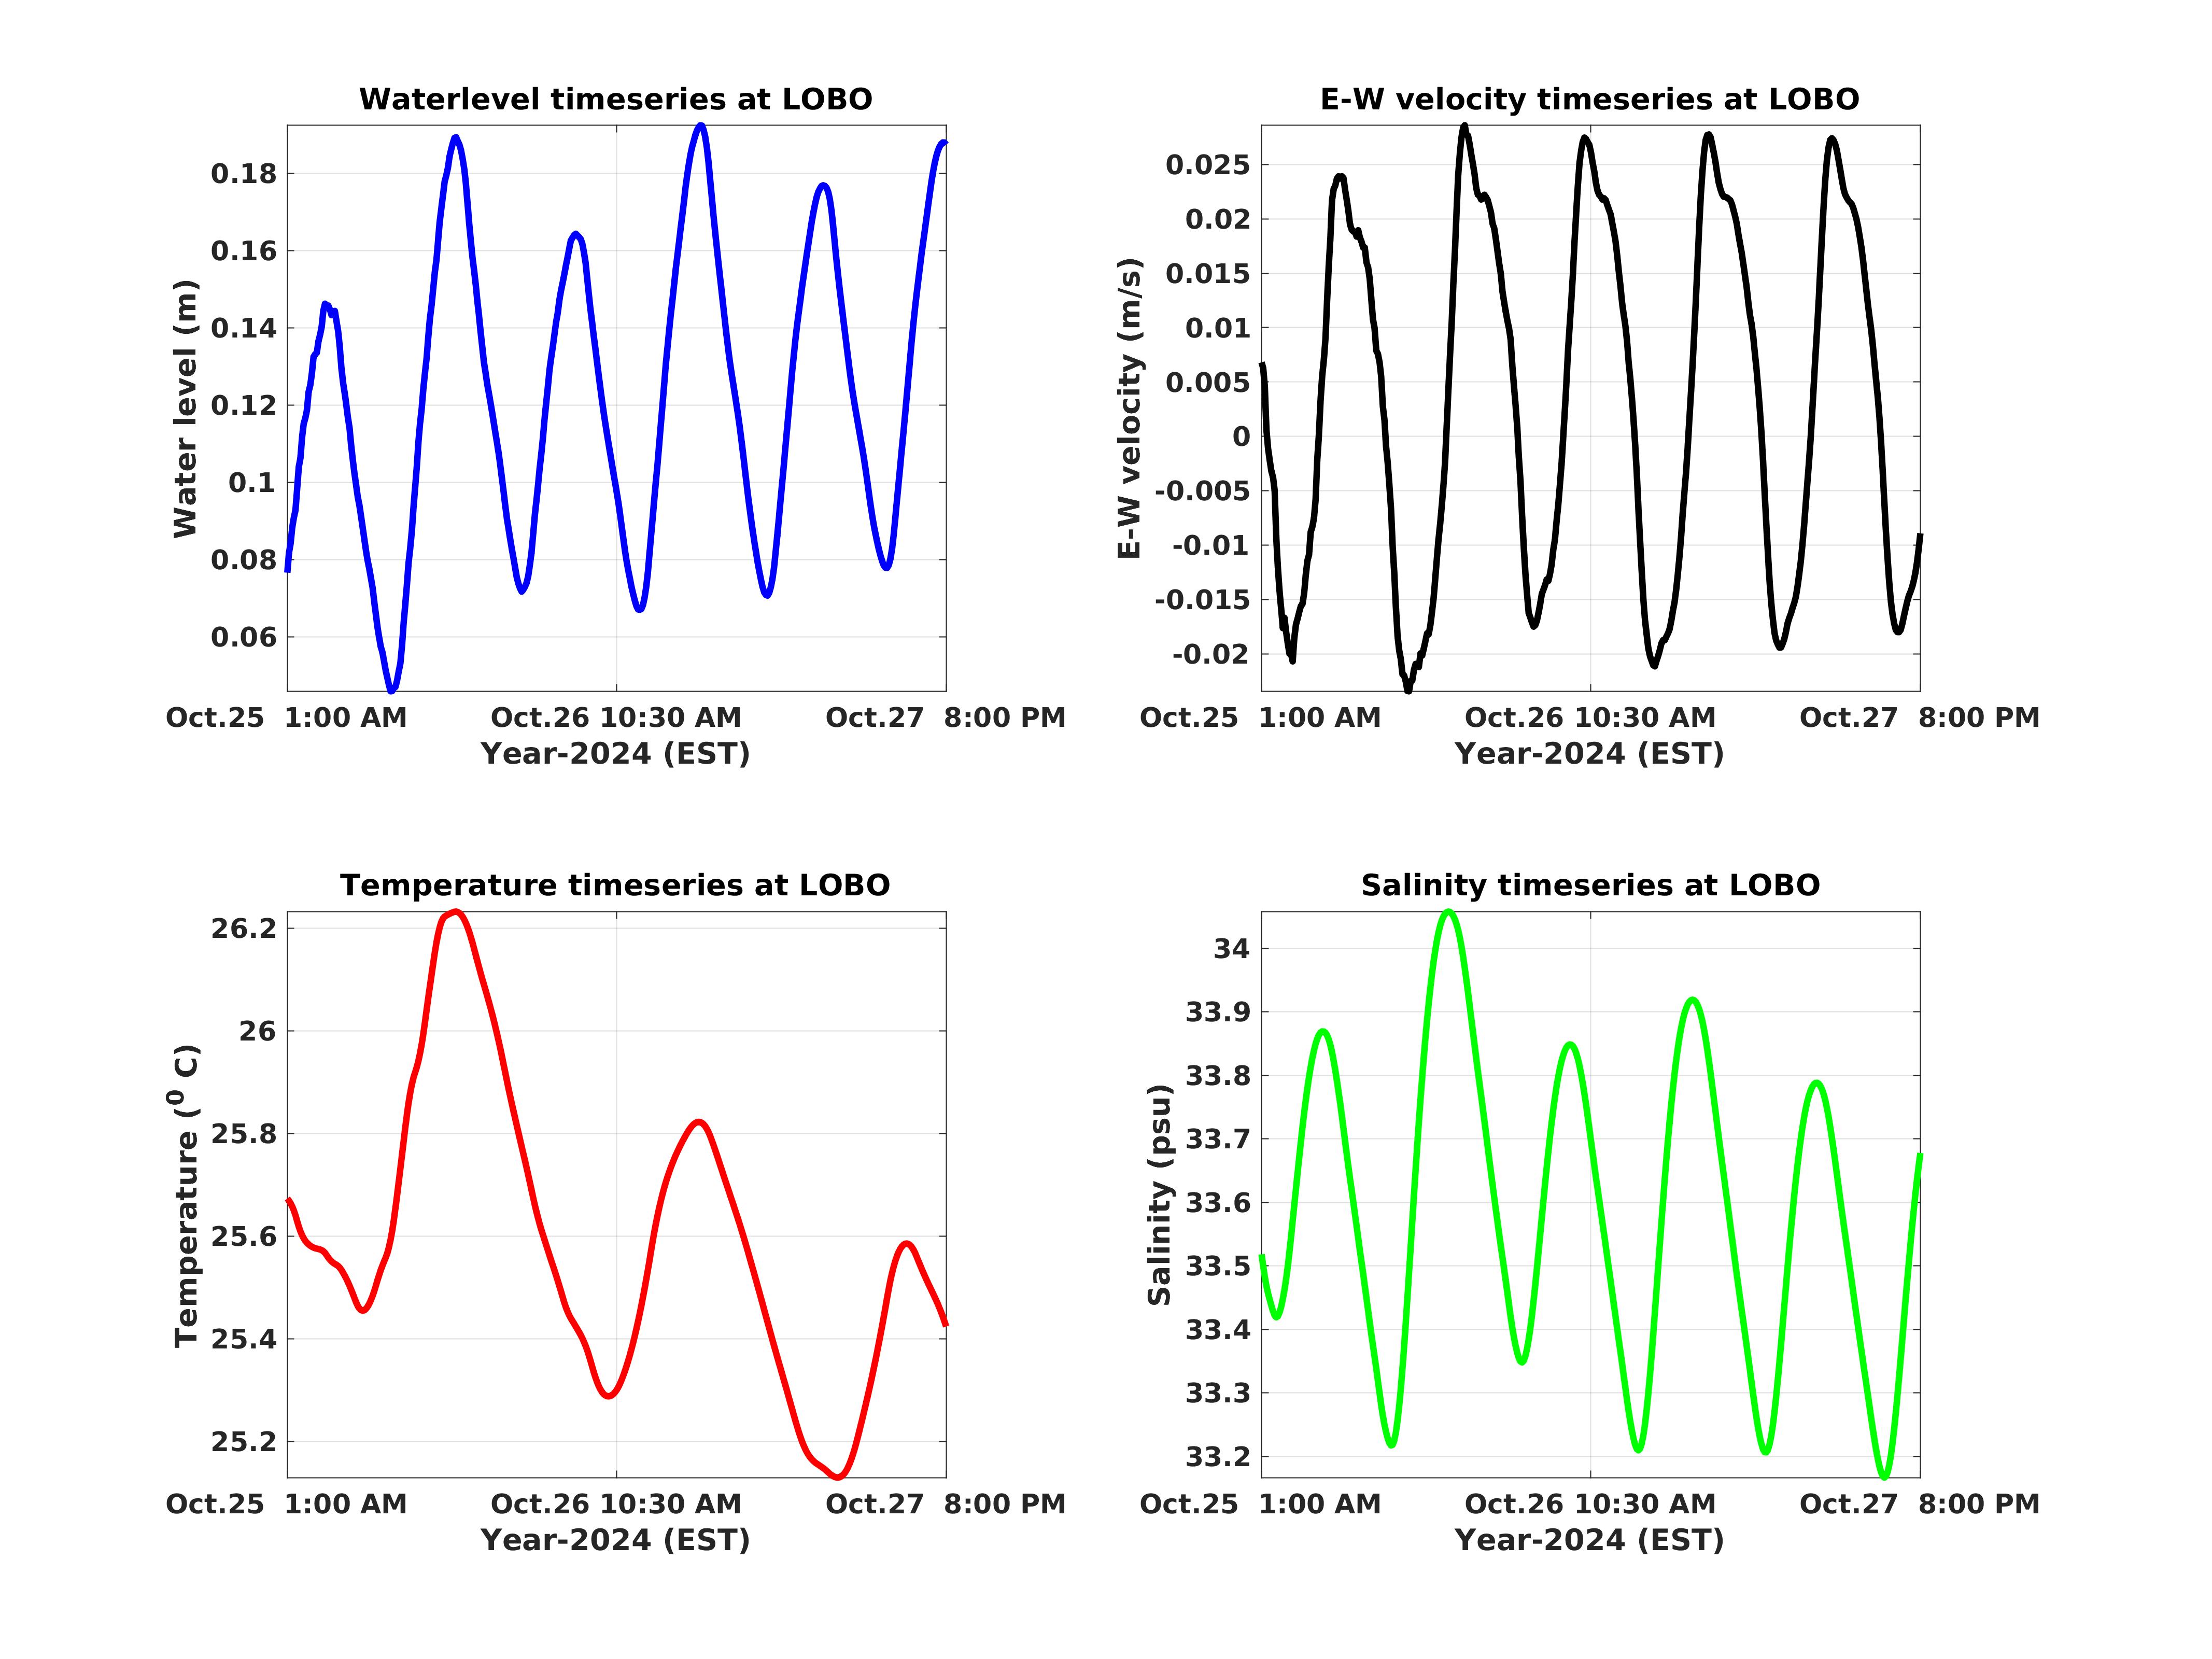 Waterlevel timeseries at LOBO
0.18
0.16
0.14
0.12
0.1
0.08
0.06
Water level (m)
Oct.25 1:00 AM Oct.26 10:30 AM Oct.27 8:00 PM
Year-2024 (EST)
E-W velocity timeseries at LOBO
0.025
0.02
0.015
0.01
0.005
0
-0.005
-0.01
-0.015
-0.02
E-W velocity (m/s)
Oct.25 1:00 AM Oct.26 10:30 AM Oct.27 8:00 PM
Year-2024 (EST)
Temperature timeseries at LOBO
26.2
26
25.8
25.6
25.4
25.2
Temperature (⁰ C)
Oct.25 1:00 AM Oct.26 10:30 AM Oct.27 8:00 PM
Year-2024 (EST)
Salinity timeseries at LOBO
34
33.9
33.8
33.7
33.6
33.5
33.4
33.3
33.2
Salinity (psu)
Oct.25 1:00 AM Oct.26 10:30 AM Oct.27 8:00 PM
Year-2024 (EST)